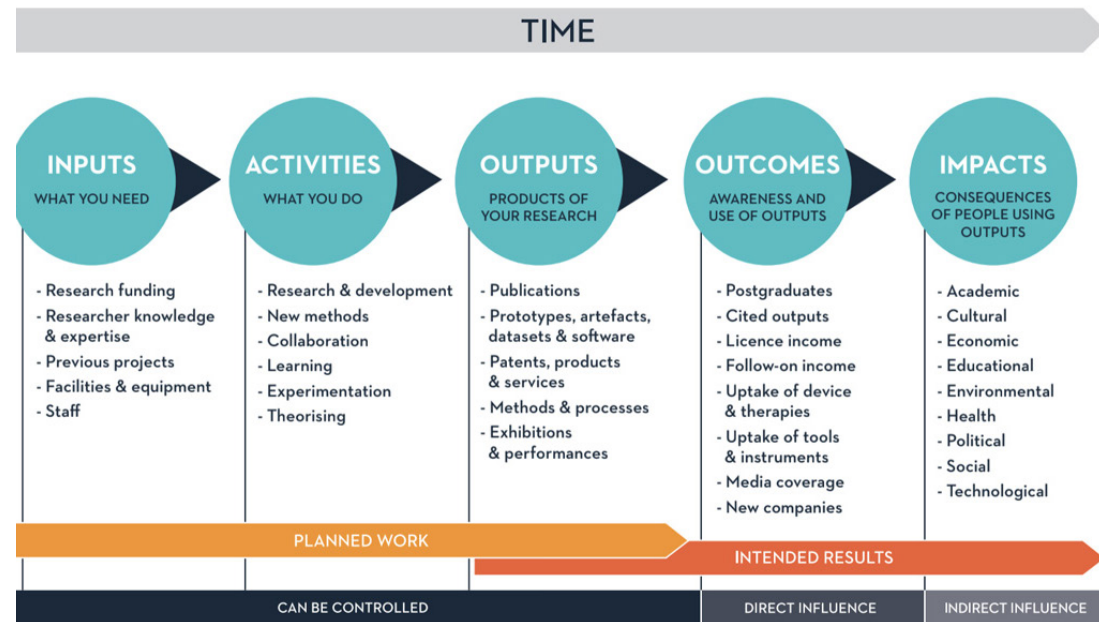 TIME
INPUTS
WHAT YOU NEED
- Research funding
- Researcher knowledge
& expertise
- Previous projects
- Facilities & equipment
- Staff
ACTIVITIES
WHAT YOU DO
- Research & development
- New methods
- Collaboration
- Learning
- Experimentation
- Theorising
OUTPUTS
PRODUCTS OF
YOUR RESEARCH
- Publications
- Prototypes, artefacts,
datasets & software
- Patents, products
& services
- Methods & processes
- Exhibitions
& performances
OUTCOMES
AWARENESS AND
USE OF OUTPUTS
- Postgraduates
- Cited outputs
- Licence income
- Follow-on income
- Uptake of device
& therapies
- Uptake of tools
& instruments
- Media coverage
- New companies
IMPACTS
CONSEQUENCES
OF PEOPLE USING
OUTPUTS
- Academic
- Cultural
- Economic
- Educational
- Environmental
- Health
- Political
- Social
- Technological
PLANNED WORK
INTENDED RESULTS
CAN BE CONTROLLED
DIRECT INFLUENCE
INDIRECT INFLUENCE